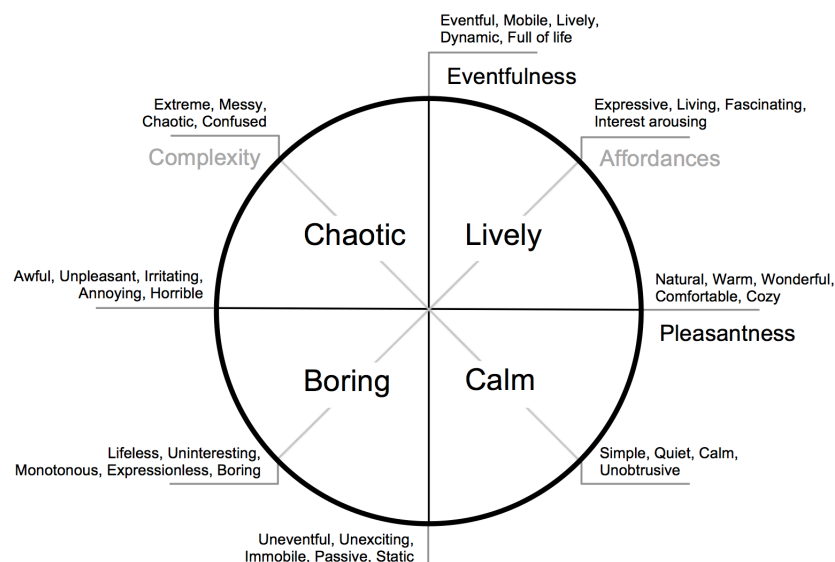 Eventful, Mobile, Lively,
Dynamic, Full of life
Eventfulness
Extreme, Messy,
Chaotic, Confused
Complexity
Expressive, Living, Fascinating,
Interest arousing
Affordances
Chaotic
Lively
Awful, Unpleasant, Irritating,
Annoying, Horrible
Natural, Warm, Wonderful,
Comfortable, Cozy
Pleasantness
Boring
Calm
Lifeless, Uninteresting,
Monotonous, Expressionless, Boring
Simple, Quiet, Calm,
Unobtrusive
Uneventful, Unexciting,
Immobile, Passive, Static